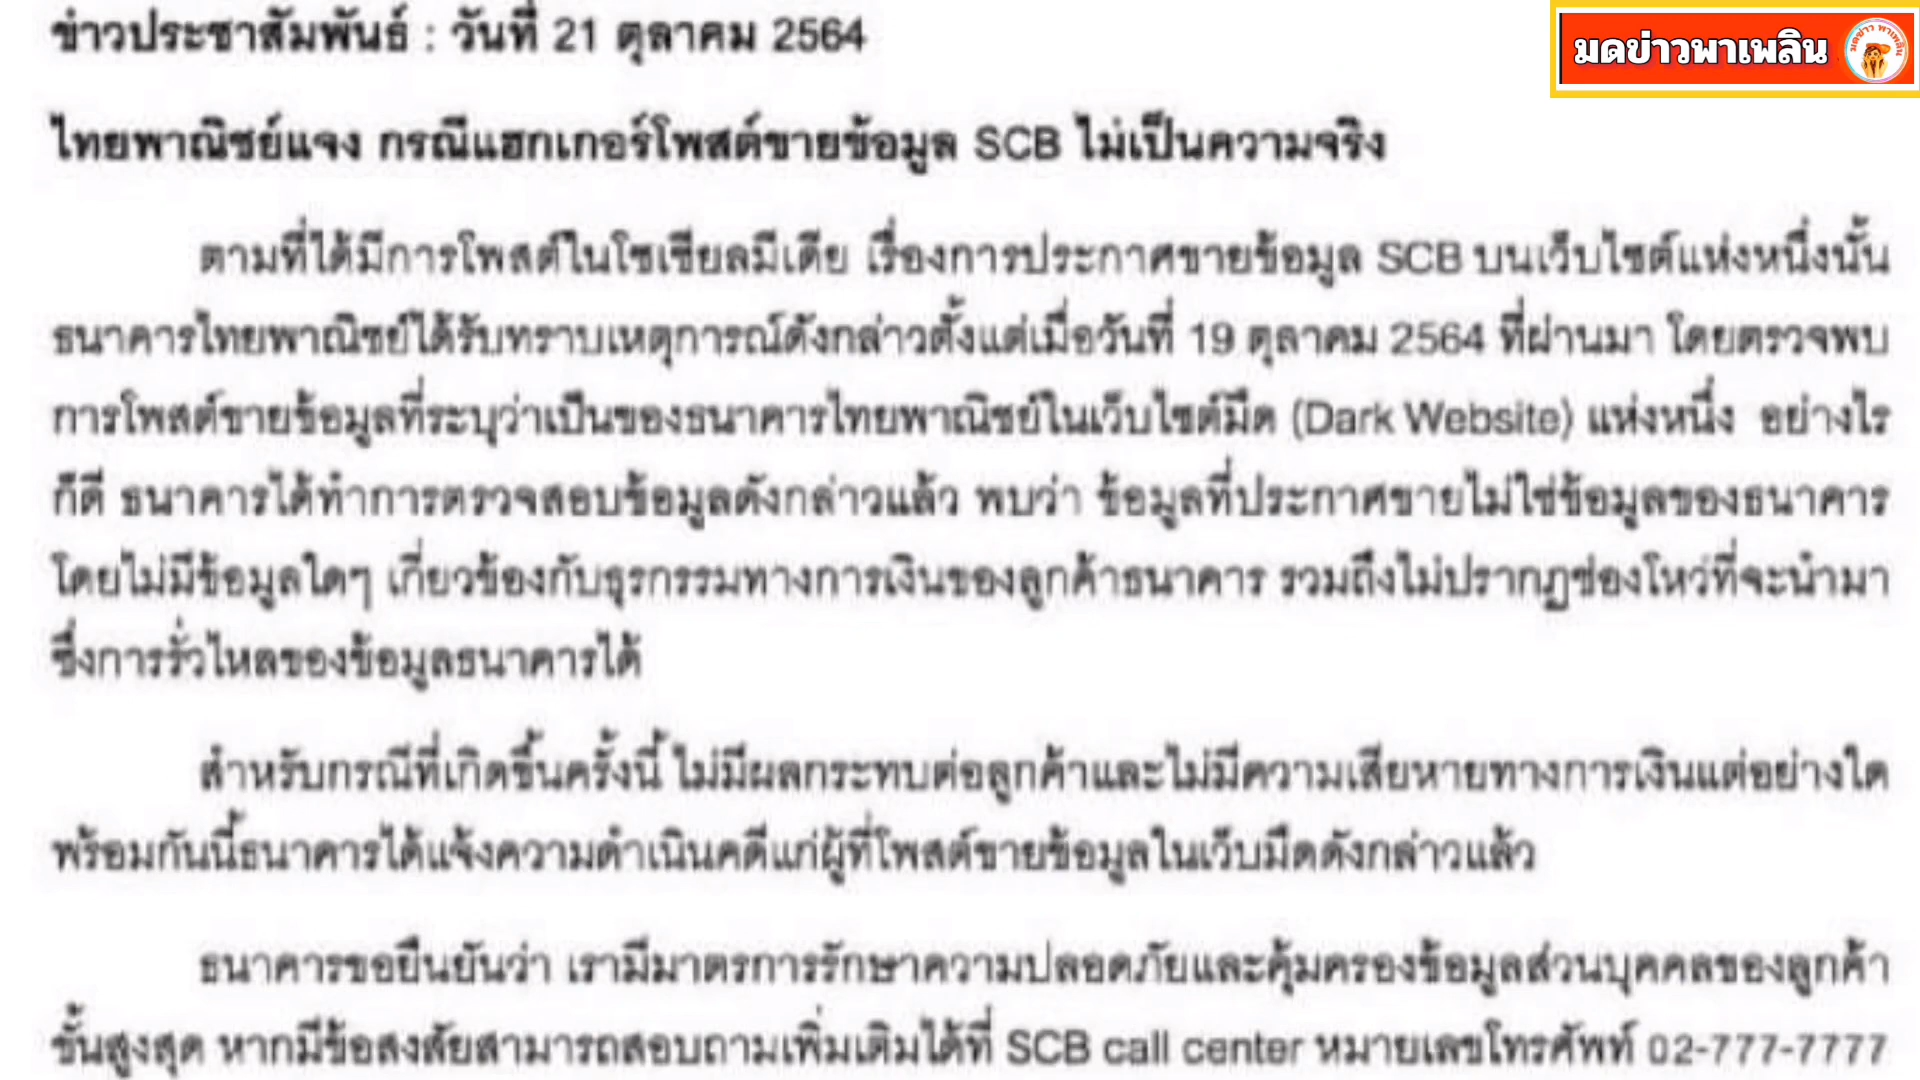 ข่าวประชาสัมพันธ์ : วันที่ 21 ตุลาคม 2564
มดข่าวพาเพลิน
มดข่าว พาเพลิน
ไทยพาณิชย์แจง กรณีแฮกเกอร์โพสต์ขายข้อมูล SCB ไม่เป็นความจริง
ตามที่ได้มีการโพสต์ในโซเชียลมีเดีย เรื่องการประกาศขายข้อมูล SCB บนเว็บไซต์แห่งหนึ่งนั้น
ธนาคารไทยพาณิชย์ได้รับทราบเหตุการณ์ดังกล่าวตั้งแต่เมื่อวันที่ 19 ตุลาคม 2564 ที่ผ่านมา โดยตรวจพบ
การโพสต์ขายข้อมูลที่ระบุว่าเป็นของธนาคารไทยพาณิชย์ในเว็บไซต์มืด (Dark Website) แห่งหนึ่ง อย่างไร
ก็ดี ธนาคารได้ทำการตรวจสอบข้อมูลดังกล่าวแล้ว พบว่า ข้อมูลที่ประกาศขายไม่ใช่ข้อมูลของธนาคาร
โดยไม่มีข้อมูลใดๆ เกี่ยวข้องกับธุรกรรมทางการเงินของลูกค้าธนาคาร รวมถึงไม่ปรากฏช่องโหว่ที่จะนำมา
ซึ่งการรั่วไหลของข้อมูลธนาคารได้
สำหรับกรณีที่เกิดขึ้นครั้งนี้ ไม่มีผลกระทบต่อลูกค้าและไม่มีความเสียหายทางการเงินแต่อย่างใด
พร้อมกันนี้ธนาคารได้แจ้งความดำเนินคดีแก่ผู้ที่โพสต์ขายข้อมูลในเว็บมืดดังกล่าวแล้ว
ธนาคารขอยืนยันว่า เรามีมาตรการรักษาความปลอดภัยและคุ้มครองข้อมูลส่วนบุคคลของลูกค้า
ชั้นสูงสุด หากมีข้อสงสัยสามารถสอบถามเพิ่มเติมได้ที่ SCB call center หมายเลขโทรศัพท์ 02-777-7777